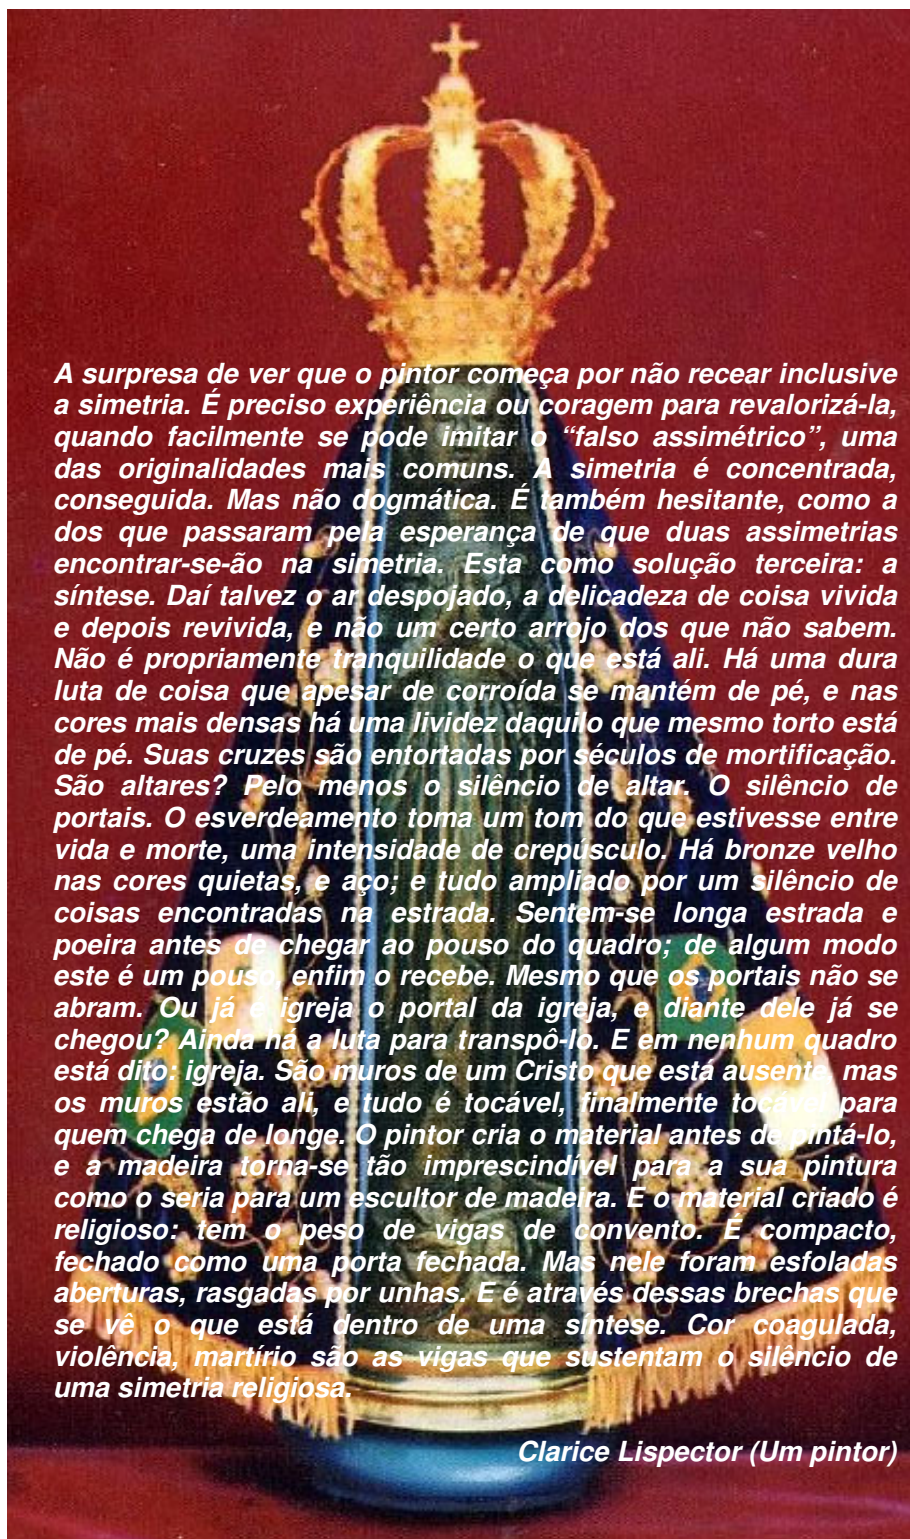 A surpresa de ver que o pintor começa por não recear inclusive
a simetria. É preciso experiência ou coragem para revalorizá-la,
quando facilmente se pode imitar o “falso assimétrico”, uma
das originalidades mais comuns. A simetria é concentrada,
conseguida. Mas não dogmática. É também hesitante, como a
dos que passaram pela esperança de que duas assimetrias
encontrar-se-ão na simetria. Esta como solução terceira: a
síntese. Daí talvez o ar despojado, a delicadeza de coisa vivida
e depois revivida, e não um certo arrojo dos que não sabem.
Não é propriamente tranquilidade o que está ali. Há uma dura
luta de coisa que apesar de corroída se mantém de pé, e nas
cores mais densas há uma lividez daquilo que mesmo torto está
de pé. Suas cruzes são entortadas por séculos de mortificação.
São altares? Pelo menos o silêncio de altar. O silêncio de
portais. O esverdeamento toma um tom do que estivesse entre
vida e morte, uma intensidade de crepúsculo. Há bronze velho
nas cores quietas, e aço; e tudo ampliado por um silêncio de
coisas encontradas na estrada. Sentem-se longa estrada e
poeira antes de chegar ao pouso do quadro; de algum modo
este é um pouso, enfim o recebe. Mesmo que os portais não se
abram. Ou já é igreja o portal da igreja, e diante dele já se
chegou? Ainda há a luta para transpô-lo. E em nenhum quadro
está dito: igreja. São muros de um Cristo que está ausente, mas
os muros estão ali, e tudo é tocável, finalmente tocável para
quem chega de longe. O pintor cria o material antes de pintá-lo,
e a madeira torna-se tão imprescindível para a sua pintura
como o seria para um escultor de madeira. E o material criado é
religioso: tem o peso de vigas de convento. É compacto,
fechado como uma porta fechada. Mas nele foram esfoladas
aberturas, rasgadas por unhas. E é através dessas brechas que
se vê o que está dentro de uma síntese. Cor coagulada,
violência, martírio são as vigas que sustentam o silêncio de
uma simetria religiosa.
Clarice Lispector (Um pintor)